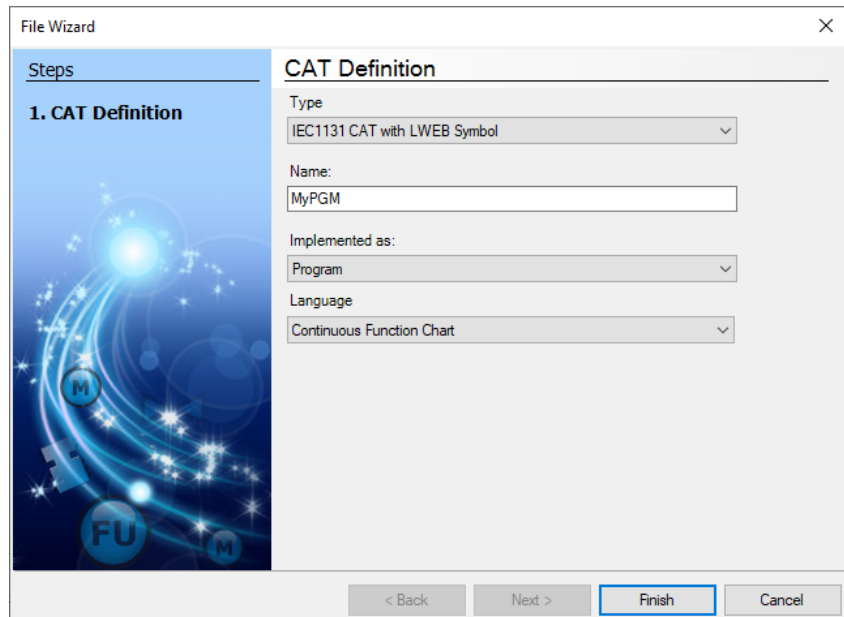 File Wizard
Steps
1. CAT Definition
M
FU
M
CAT Definition
Type
IEC1131 CAT with LWEB Symbol
Name:
MyPGM
Implemented as:
Program
Language
Continuous Function Chart
< Back
Next >
Finish
Cancel